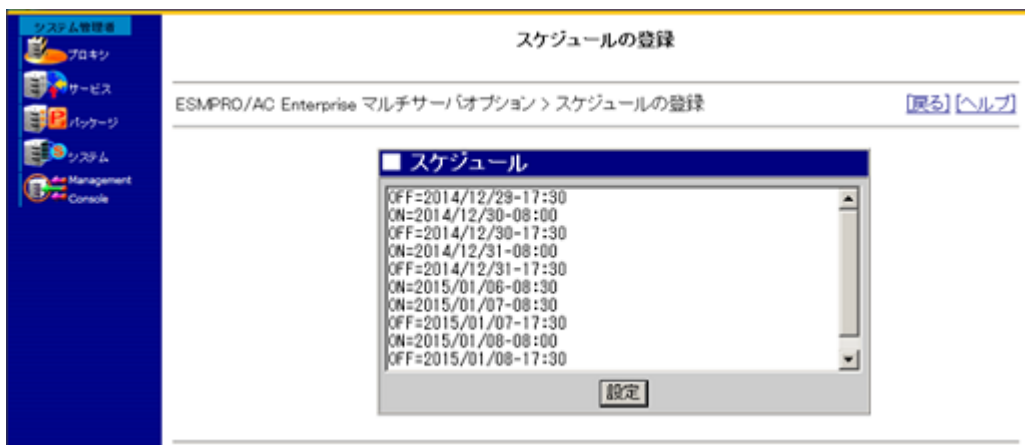 システム管理者
プロキシ
サービス
パッケージ
システム
Management
Console
スケジュールの登録
ESMPRO/AC Enterprise マルチサーバオプション > スケジュールの登録
[戻る] [ヘルプ]
■ スケジュール
OFF=2014/12/29-17:30
ON=2014/12/30-08:00
OFF=2014/12/30-17:30
ON=2014/12/31-08:00
OFF=2014/12/31-17:30
ON=2015/01/06-08:30
ON=2015/01/07-08:30
OFF=2015/01/07-17:30
ON=2015/01/08-08:00
OFF=2015/01/08-17:30
設定